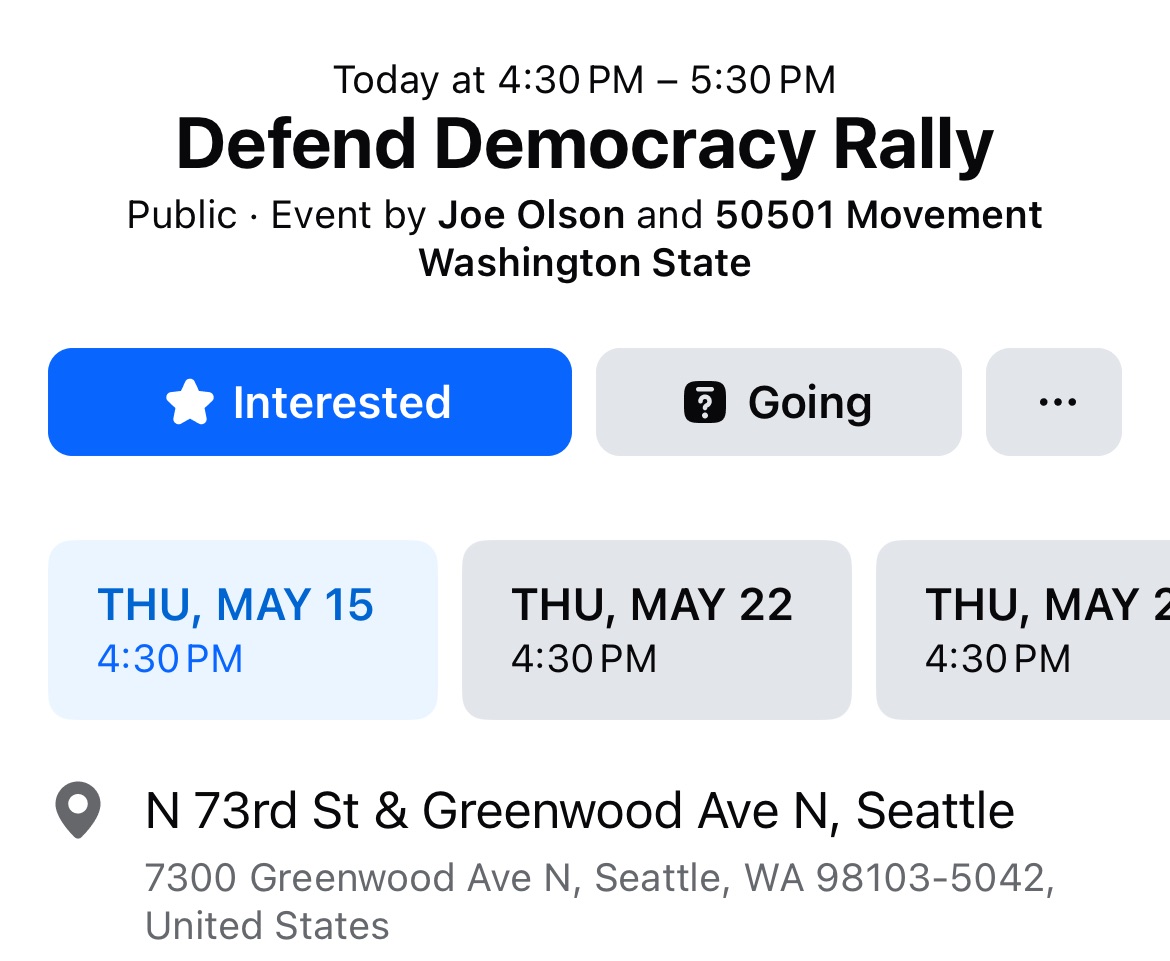 Today at 4:30 PM – 5:30 PM
Defend Democracy Rally
Public · Event by Joe Olson and 50501 Movement
Washington State
Interested
Going
THU, MAY 15
4:30 PM
THU, MAY 22
4:30 PM
THU, MAY 2
4:30 PM
N 73rd St & Greenwood Ave N, Seattle
7300 Greenwood Ave N, Seattle, WA 98103-5042,
United States